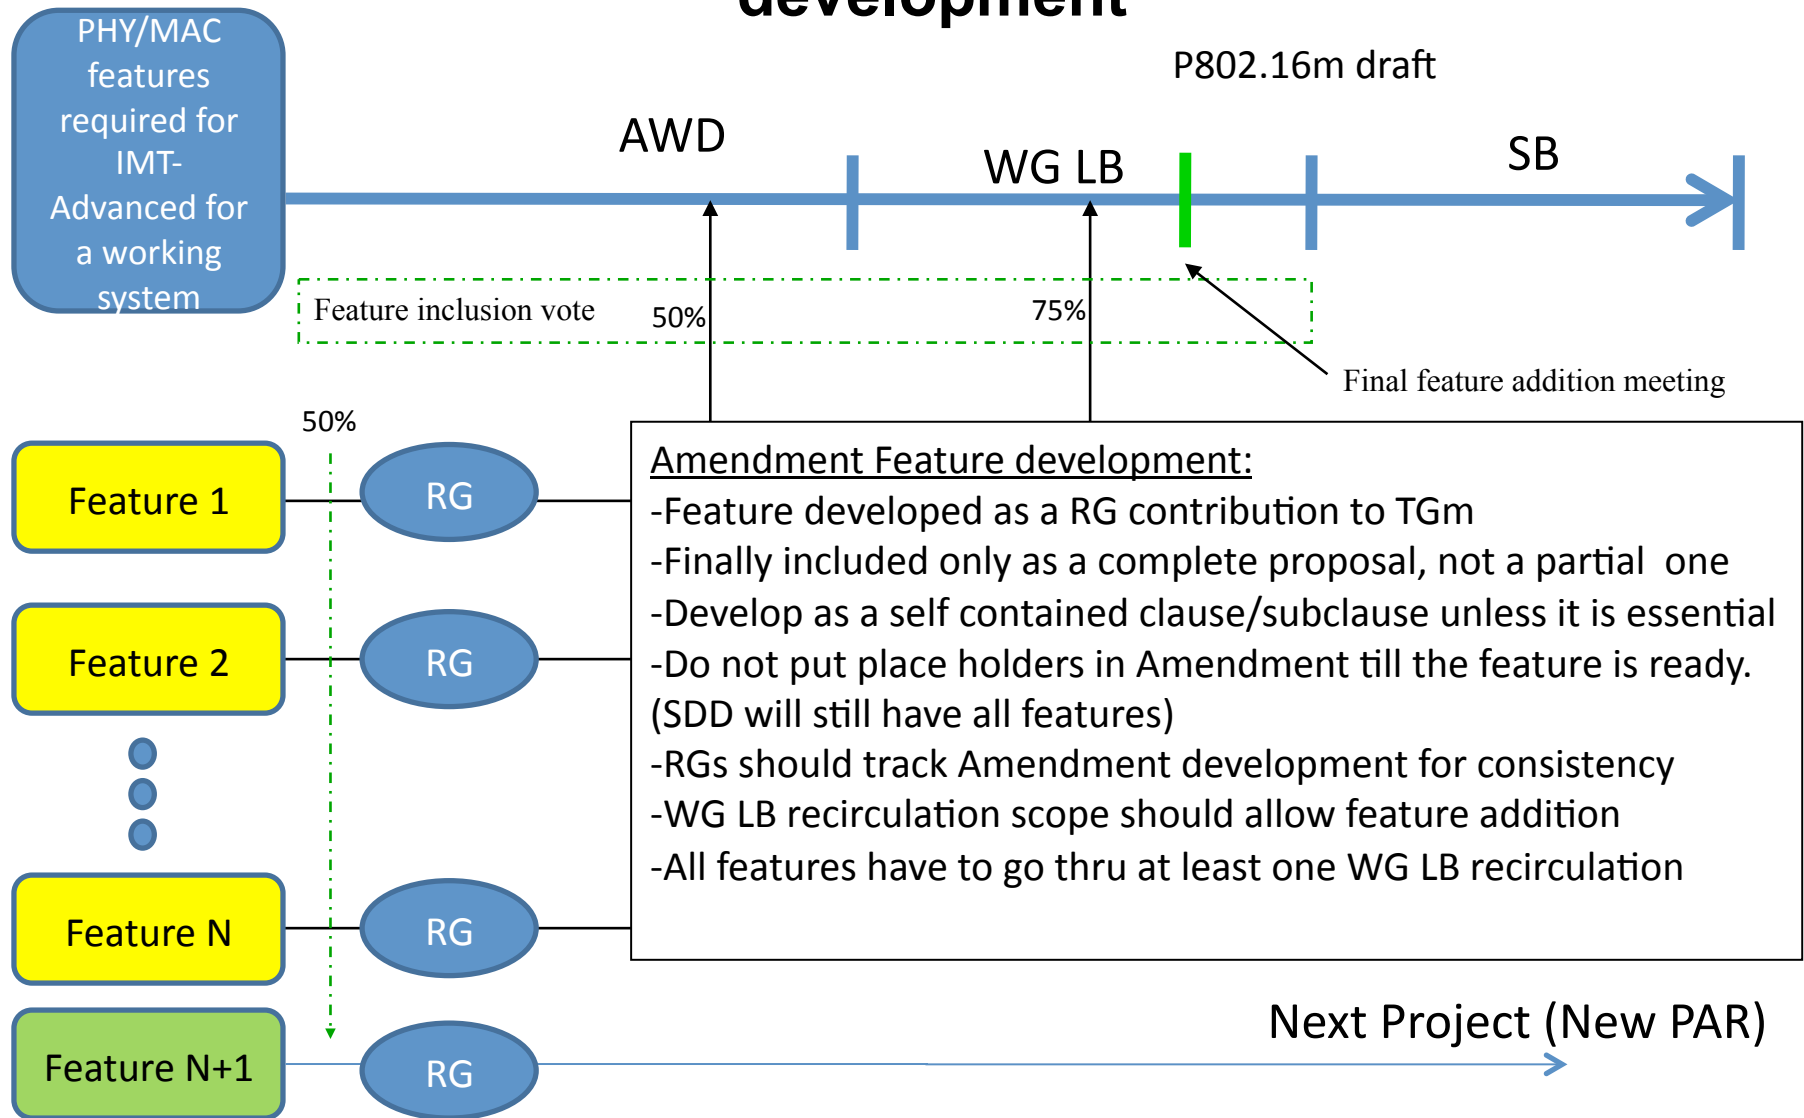 development
PHY/MAC
features
required for
IMT-
Advanced for
a working
system
P802.16m draft
AWD
WG LB
SB
Feature inclusion vote
50%
75%
Final feature addition meeting
50%
Feature 1
RG
Feature 2
RG
Feature N
RG
Feature N+1
RG
Amendment Feature development:
-Feature developed as a RG contribution to TGm
-Finally included only as a complete proposal, not a partial one
-Develop as a self contained clause/subclause unless it is essential
-Do not put place holders in Amendment till the feature is ready.
(SDD will still have all features)
-RGs should track Amendment development for consistency
-WG LB recirculation scope should allow feature addition
-All features have to go thru at least one WG LB recirculation
Next Project (New PAR)